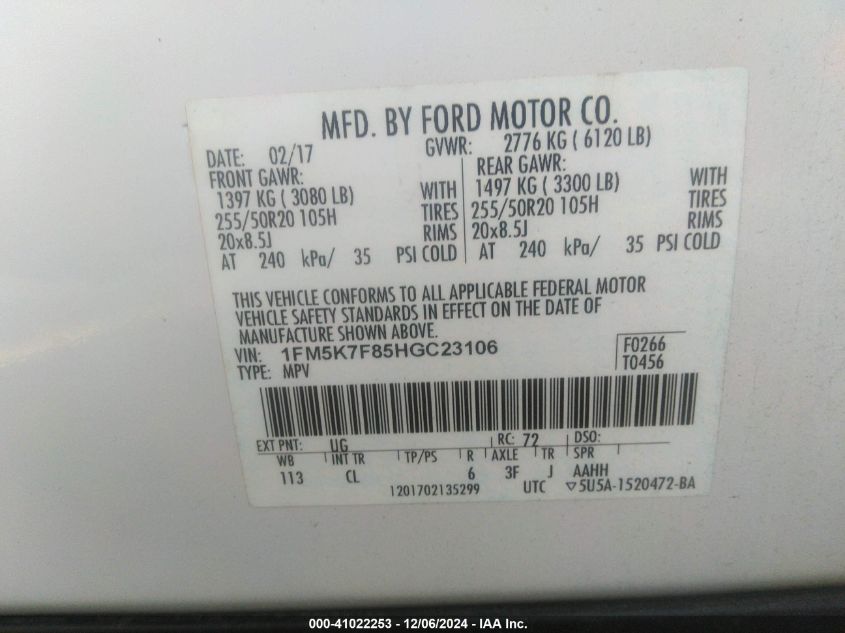 MFD. BY FORD MOTOR CO.
DATE: 02/17 GVWR: 2776 KG ( 6120 LB)
FRONT GAWR: REAR GAWR:
1397 KG ( 3080 LB) WITH 1497 KG ( 3300 LB) WITH
255/50R20 105H TIRES 255/50R20 105H TIRES
20x8.5J RIMS 20x8.5J RIMS
AT 240 kPa/ 35 PSI COLD AT 240 kPa/ 35 PSI COLD
THIS VEHICLE CONFORMS TO ALL APPLICABLE FEDERAL MOTOR
VEHICLE SAFETY STANDARDS IN EFFECT ON THE DATE OF
MANUFACTURE SHOWN ABOVE.
VIN: 1FM5K7F85HGC23106 F0266
TYPE: MPV T0456
EXT PNT: UG RC: 72 DSO:
WB INT TR TP/PS R AXLE TR SPR
113 CL 6 3F J AAHH
1201702135299 UTC ▽5U5A-1520472-BA
000-41022253 - 12/06/2024 - IAA Inc.